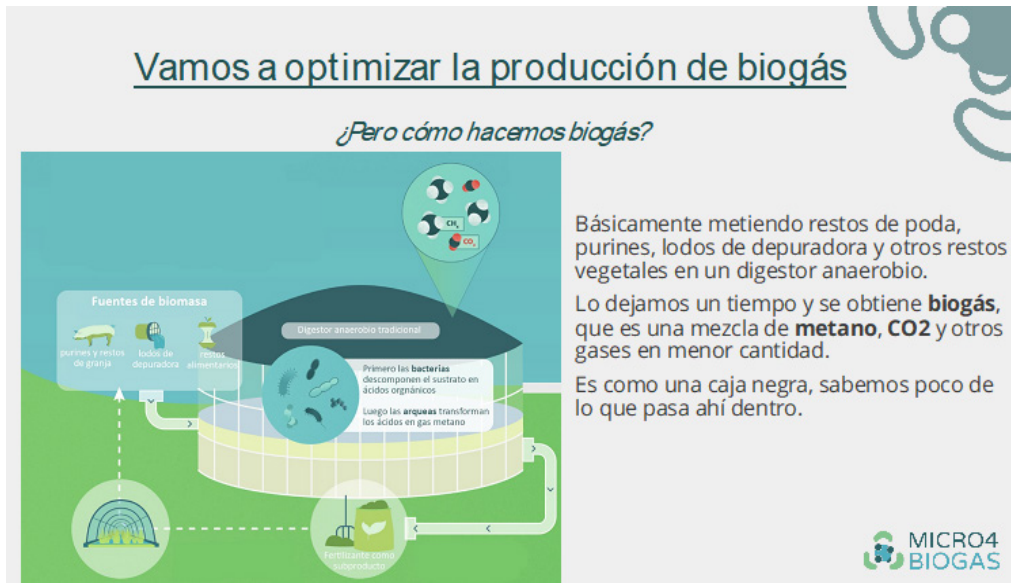 Vamos a optimizar la producción de biogás
¿Pero cómo hacemos biogás?
CH4
CO2
Fuentes de biomasa
purines y restos
de granja
lodos de
depuradora
restos
alimentarios
Digestor anaerobio tradicional
Primero las bacterias
descomponen el sustrato en
ácidos orgnánicos
Luego las arqueas transforman
los ácidos en gas metano
Fertilizante como
subproducto
Básicamente metiendo restos de poda,
purines, lodos de depuradora y otros restos
vegetales en un digestor anaerobio.
Lo dejamos un tiempo y se obtiene biogás,
que es una mezcla de metano, CO2 y otros
gases en menor cantidad.
Es como una caja negra, sabemos poco de
lo que pasa ahí dentro.
MICRO4
BIOGAS